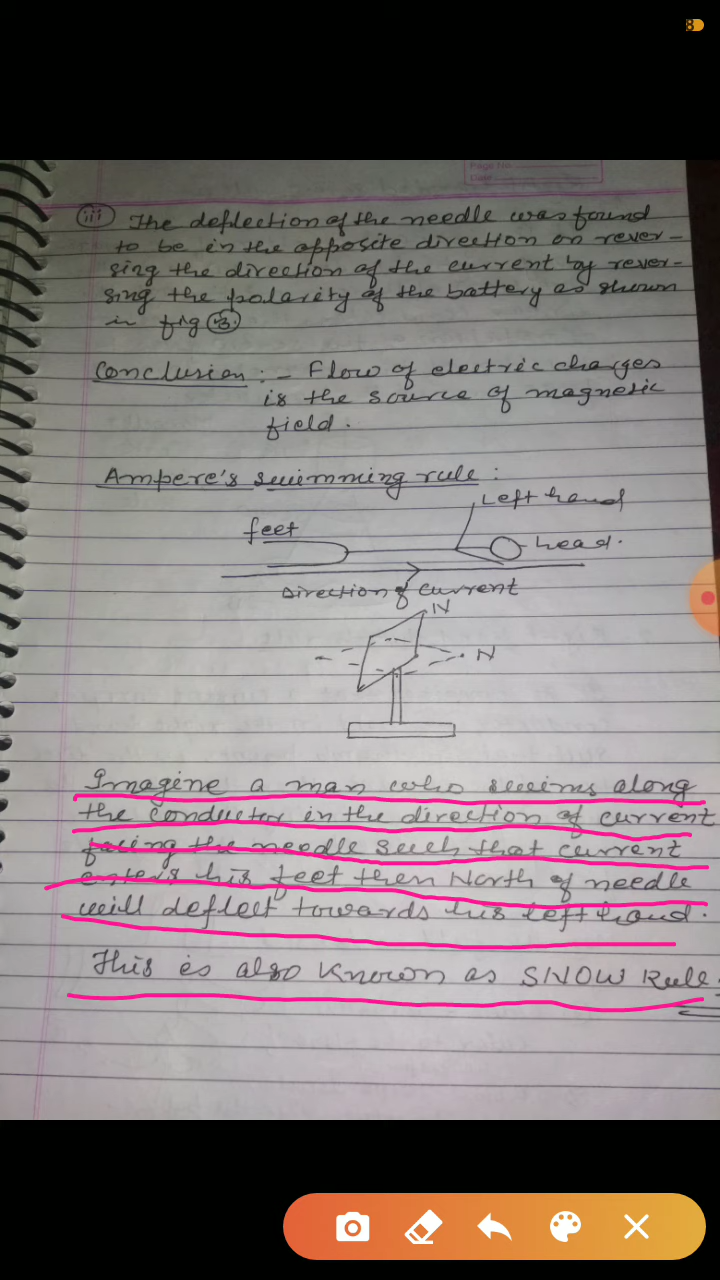 8
Page No
Date
(iii) The deflection of the needle was found
to be in the opposite direction on rever-
sing the direction of the current by rever-
sing the polarity of the battery as shown
in fig (3).
Conclusion :- Flow of electric charges
is the source of magnetic
field.
Ampere's swimming rule :
Left hand
feet
head.
Direction of current
N
N
Imagine a man who swims along
the conductor in the direction of current
facing the needle such that current
enters his feet then North of needle
will deflect towards his left hand.
This is also known as SNOW Rule.